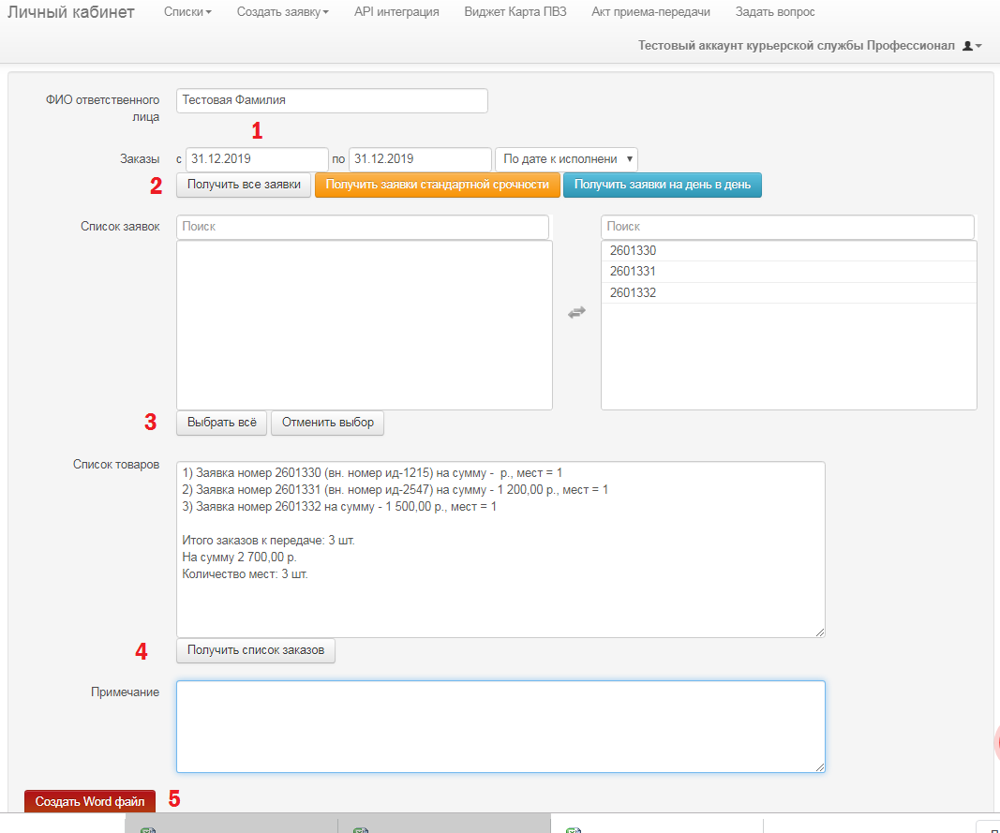 Личный кабинет Списки Создать заявку API интеграция Виджет Карта ПВЗ Акт приема-передачи Задать вопрос
Тестовый аккаунт курьерской службы Профессионал
ФИО ответственного Тестовая Фамилия
лица
1
Заказы с 31.12.2019 по 31.12.2019 По дате к исполнени
2 Получить все заявки Получить заявки стандартной срочности Получить заявки на день в день
Список заявок Поиск Поиск
2601330
2601331
2601332
3 Выбрать всё Отменить выбор
Список товаров
1) Заявка номер 2601330 (вн. номер ид-1215) на сумму - р., мест = 1
2) Заявка номер 2601331 (вн. номер ид-2547) на сумму - 1 200,00 р., мест = 1
3) Заявка номер 2601332 на сумму - 1 500,00 р., мест = 1
Итого заказов к передаче: 3 шт.
На сумму 2 700,00 р.
Количество мест: 3 шт.
4 Получить список заказов
Примечание
Создать Word файл 5